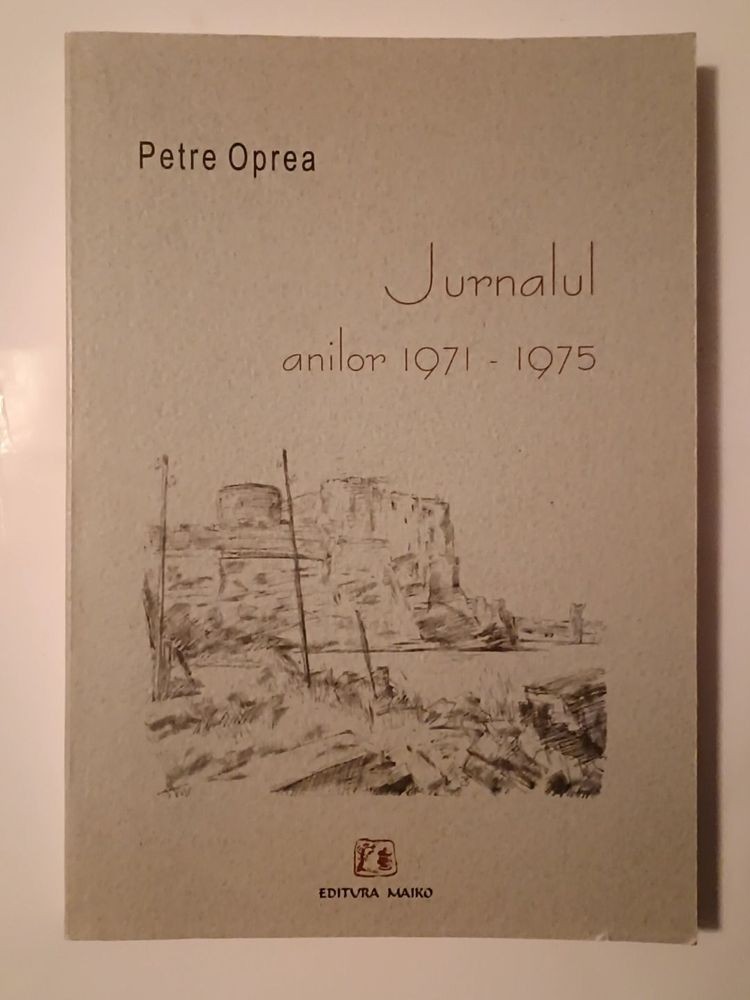 Petre Oprea
Jurnalul
anilor 1971 - 1975
EDITURA MAIKO